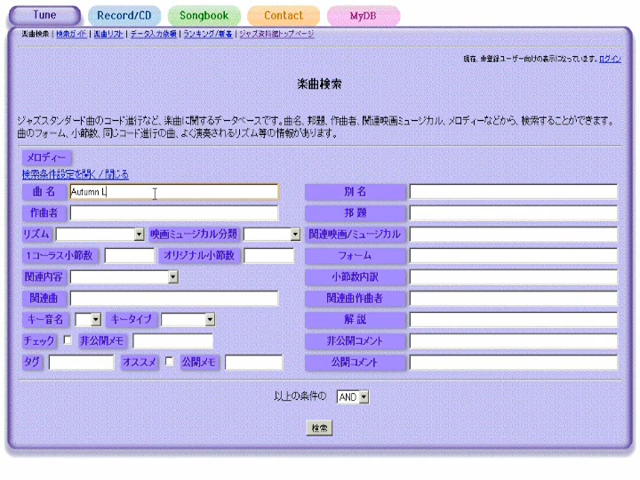 Tune Record/CD Songbook Contact MyDB
楽曲検索 | 検索ガイド | 楽曲リスト | データ入力依頼 | ランキング/新着 | ジャズ資料館トップページ
現在、未登録ユーザー向けの表示になっています。ログイン
楽曲検索
ジャズスタンダード曲のコード進行など、楽曲に関するデータベースです。曲名、邦題、作曲者、関連映画ミュージカル、メロディーなどから、検索することができます。
曲のフォーム、小節数、同じコード進行の曲、よく演奏されるリズム等の情報があります。
メロディー
検索条件設定を開く / 閉じる
曲 名 Autumn L 別 名
作曲者 邦 題
リズム 映画ミュージカル分類 関連映画/ミュージカル
1コーラス小節数 オリジナル小節数 フォーム
関連内容 小節数内訳
関連曲 関連曲作曲者
キー音名 キータイプ 解 説
チェック 非公開メモ 非公開コメント
タグ オススメ 公開メモ 公開コメント
以上の条件の AND
検索